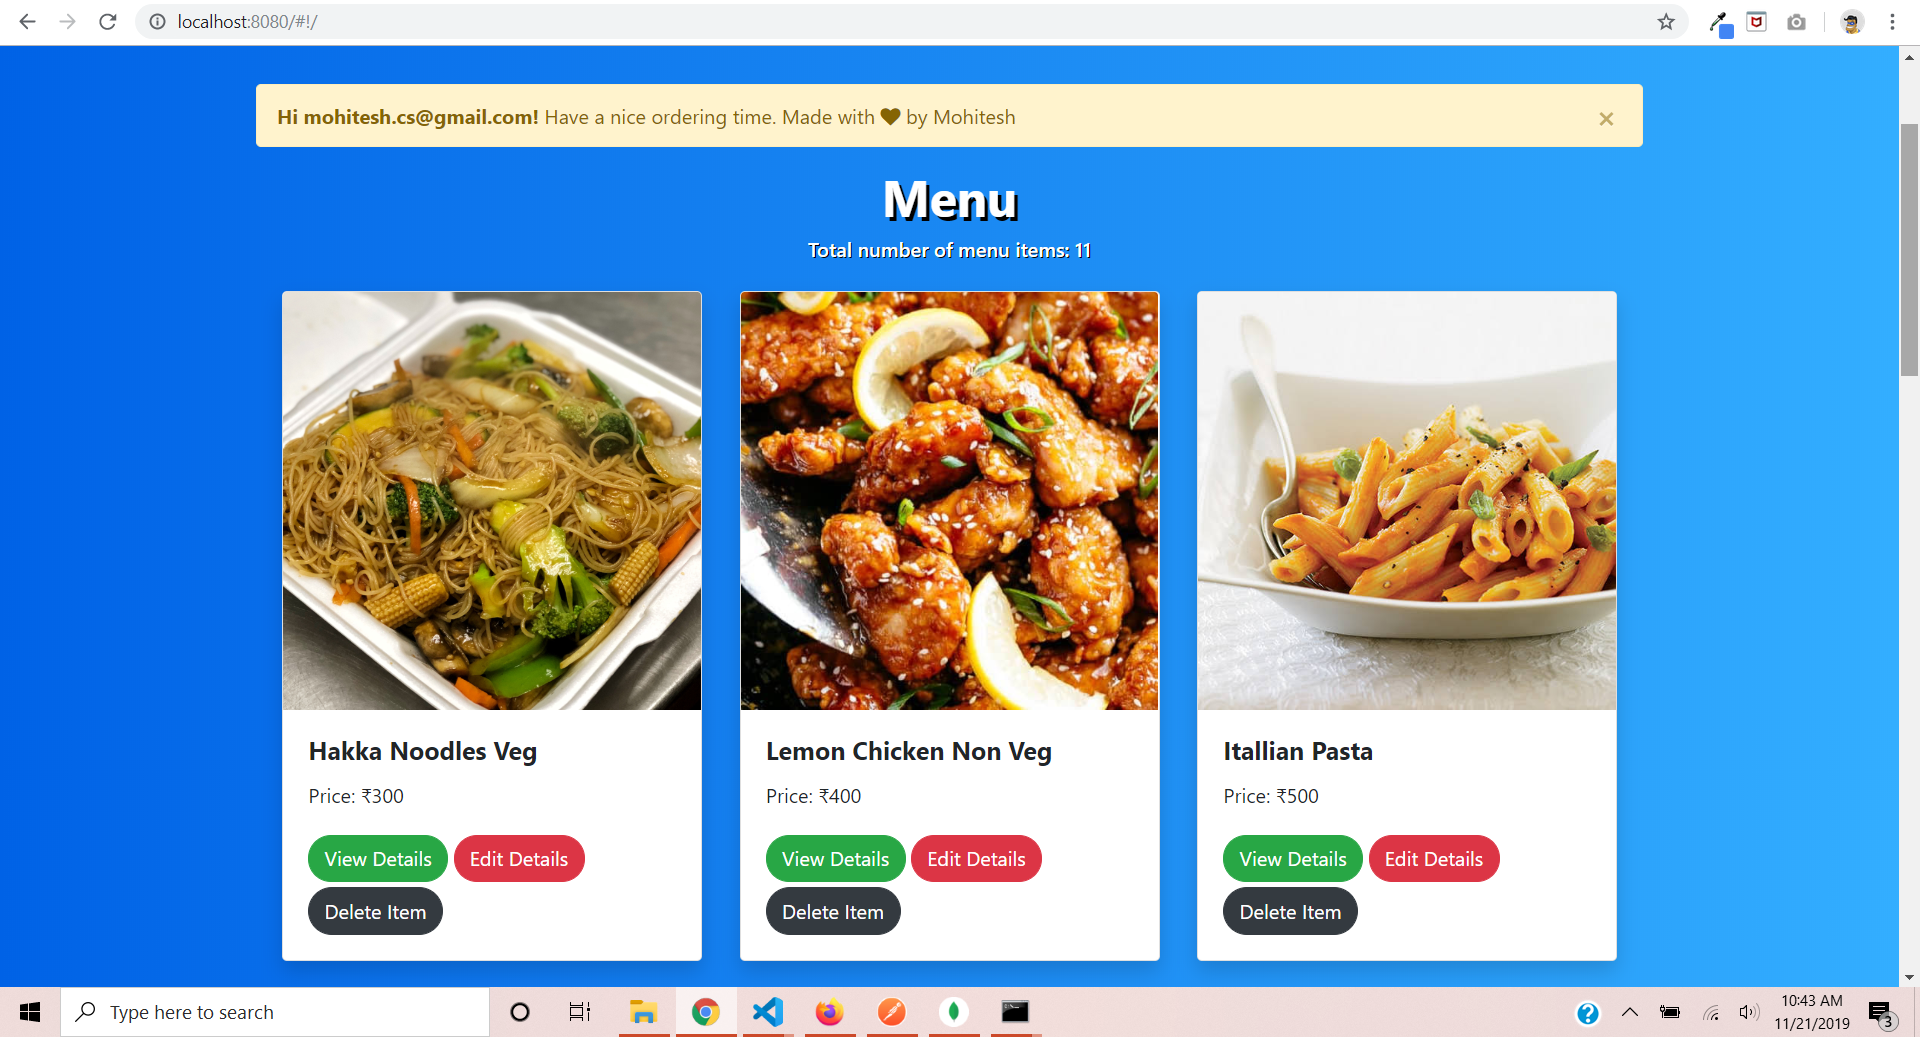 localhost:8080/#!/
Hi mohitesh.cs@gmail.com! Have a nice ordering time. Made with ♥ by Mohitesh ×
Menu
Total number of menu items: 11
Hakka Noodles Veg
Price: ₹300
View Details Edit Details
Delete Item
Lemon Chicken Non Veg
Price: ₹400
View Details Edit Details
Delete Item
Itallian Pasta
Price: ₹500
View Details Edit Details
Delete Item
Type here to search
10:43 AM
11/21/2019
3